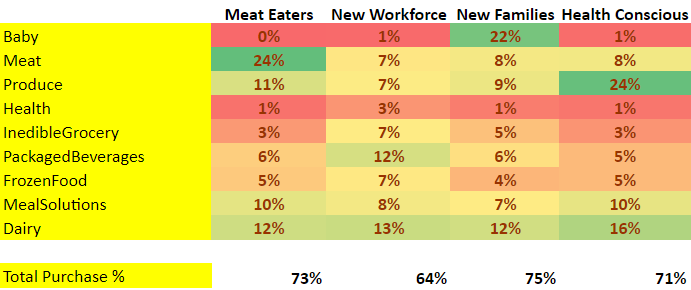 Meat Eaters New Workforce New Families Health Conscious
Baby 0% 1% 22% 1%
Meat 24% 7% 8% 8%
Produce 11% 7% 9% 24%
Health 1% 3% 1% 1%
InedibleGrocery 3% 7% 5% 3%
PackagedBeverages 6% 12% 6% 5%
FrozenFood 5% 7% 4% 5%
MealSolutions 10% 8% 7% 10%
Dairy 12% 13% 12% 16%
Total Purchase % 73% 64% 75% 71%